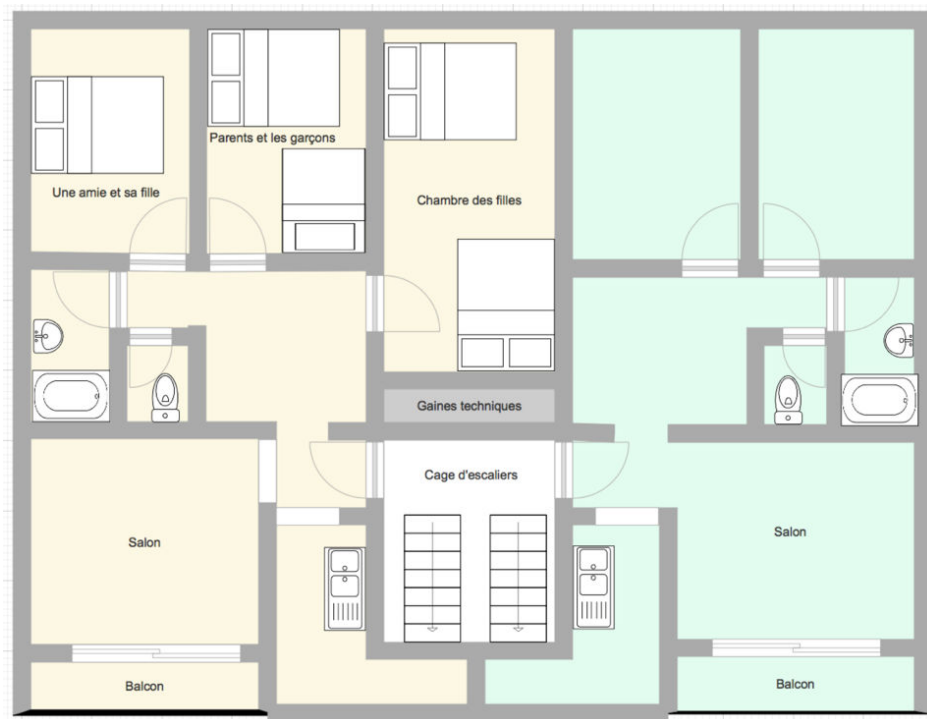 Parents et les garçons
Une amie et sa fille
Chambre des filles
Gaines techniques
Cage d'escaliers
Salon
Salon
Balcon
Balcon